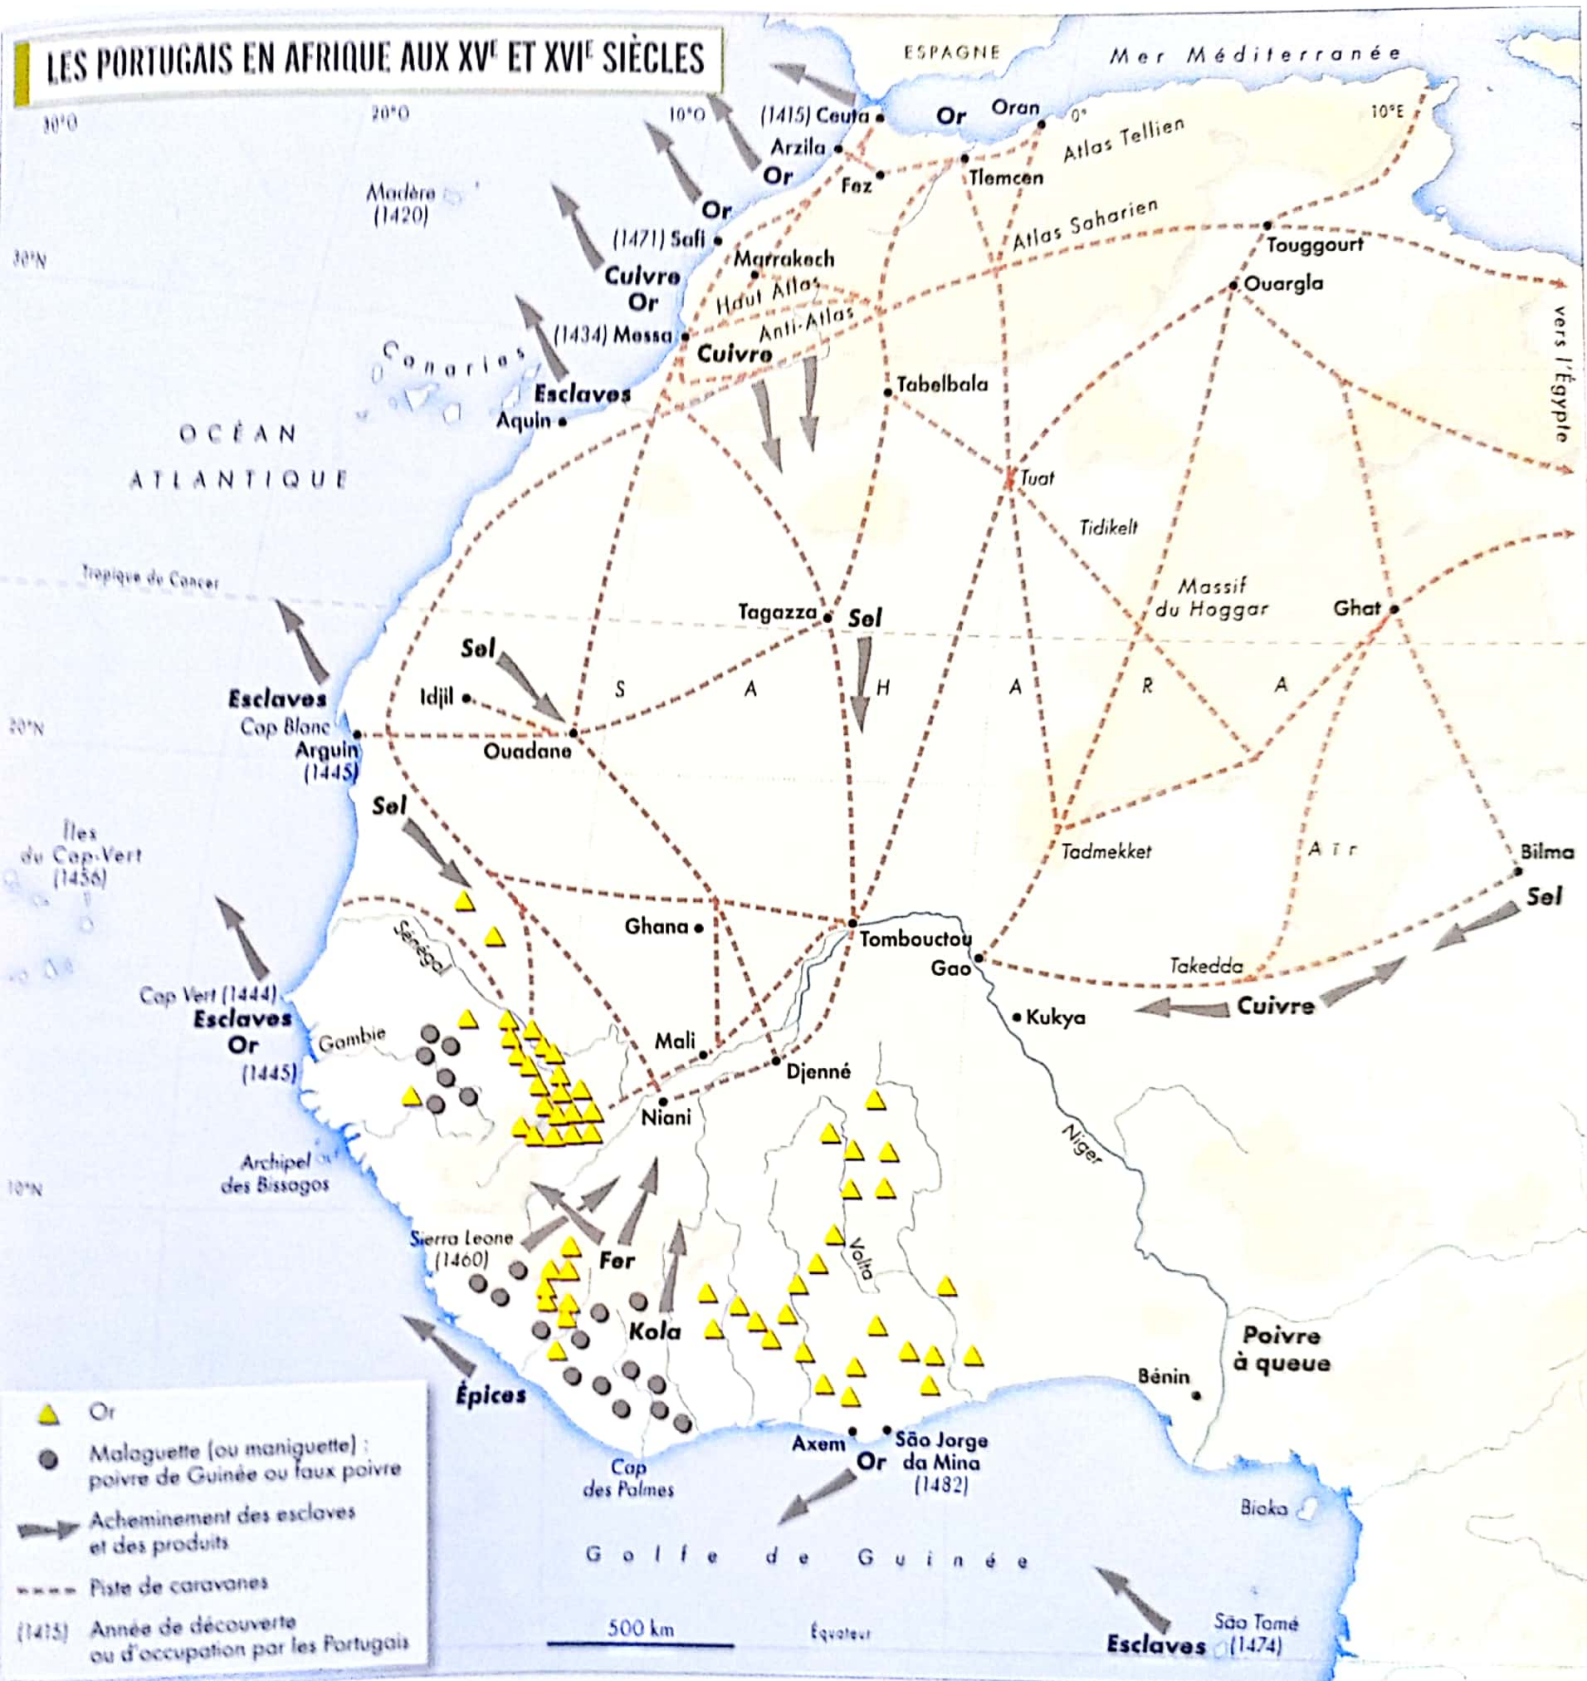 LES PORTUGAIS EN AFRIQUE AUX XVE ET XVIE SIÈCLES
ESPAGNE
Mer Méditerranée
30°O
20°O
10°O
0°
10°E
(1415) Ceuta
Or
Oran
Arzila
Atlas Tellien
Or
Fez
Tlemcen
Madère
(1420)
Or
(1471) Safi
Atlas Saharien
Touggourt
30°N
Marrakech
Cuivre
Or
Haut Atlas
Ouargla
(1434) Messa
Anti-Atlas
Cuivre
vers l'Égypte
Canaries
Esclaves
Aquin
Tabelbala
OCÉAN
ATLANTIQUE
Tuat
Tidikelt
Tropique du Cancer
Massif
du Hoggar
Tagazza
Sel
Ghat
Sel
Idjil
SAHARA
Esclaves
Cap Blanc
Arguin
(1445)
20°N
Ouadane
Sel
Îles
du Cap-Vert
(1456)
Tadmekket
Aïr
Bilma
Sel
Sénégal
Ghana
Tombouctou
Gao
Takedda
Cap Vert (1444)
Esclaves
Or
(1445)
Cuivre
Kukya
Gambie
Mali
Djenné
Niani
Niger
Archipel
des Bissagos
10°N
Sierra Leone
(1460)
Fer
Volta
Kola
Poivre
à queue
Bénin
Épices
Axem
São Jorge
da Mina
(1482)
Or
Cap
des Palmes
Bioko
Golfe de Guinée
500 km
Équateur
São Tomé
(1474)
Esclaves
Or
Malaguette (ou maniguette) :
poivre de Guinée ou faux poivre
Acheminement des esclaves
et des produits
Piste de caravanes
(1415) Année de découverte
ou d'occupation par les Portugais